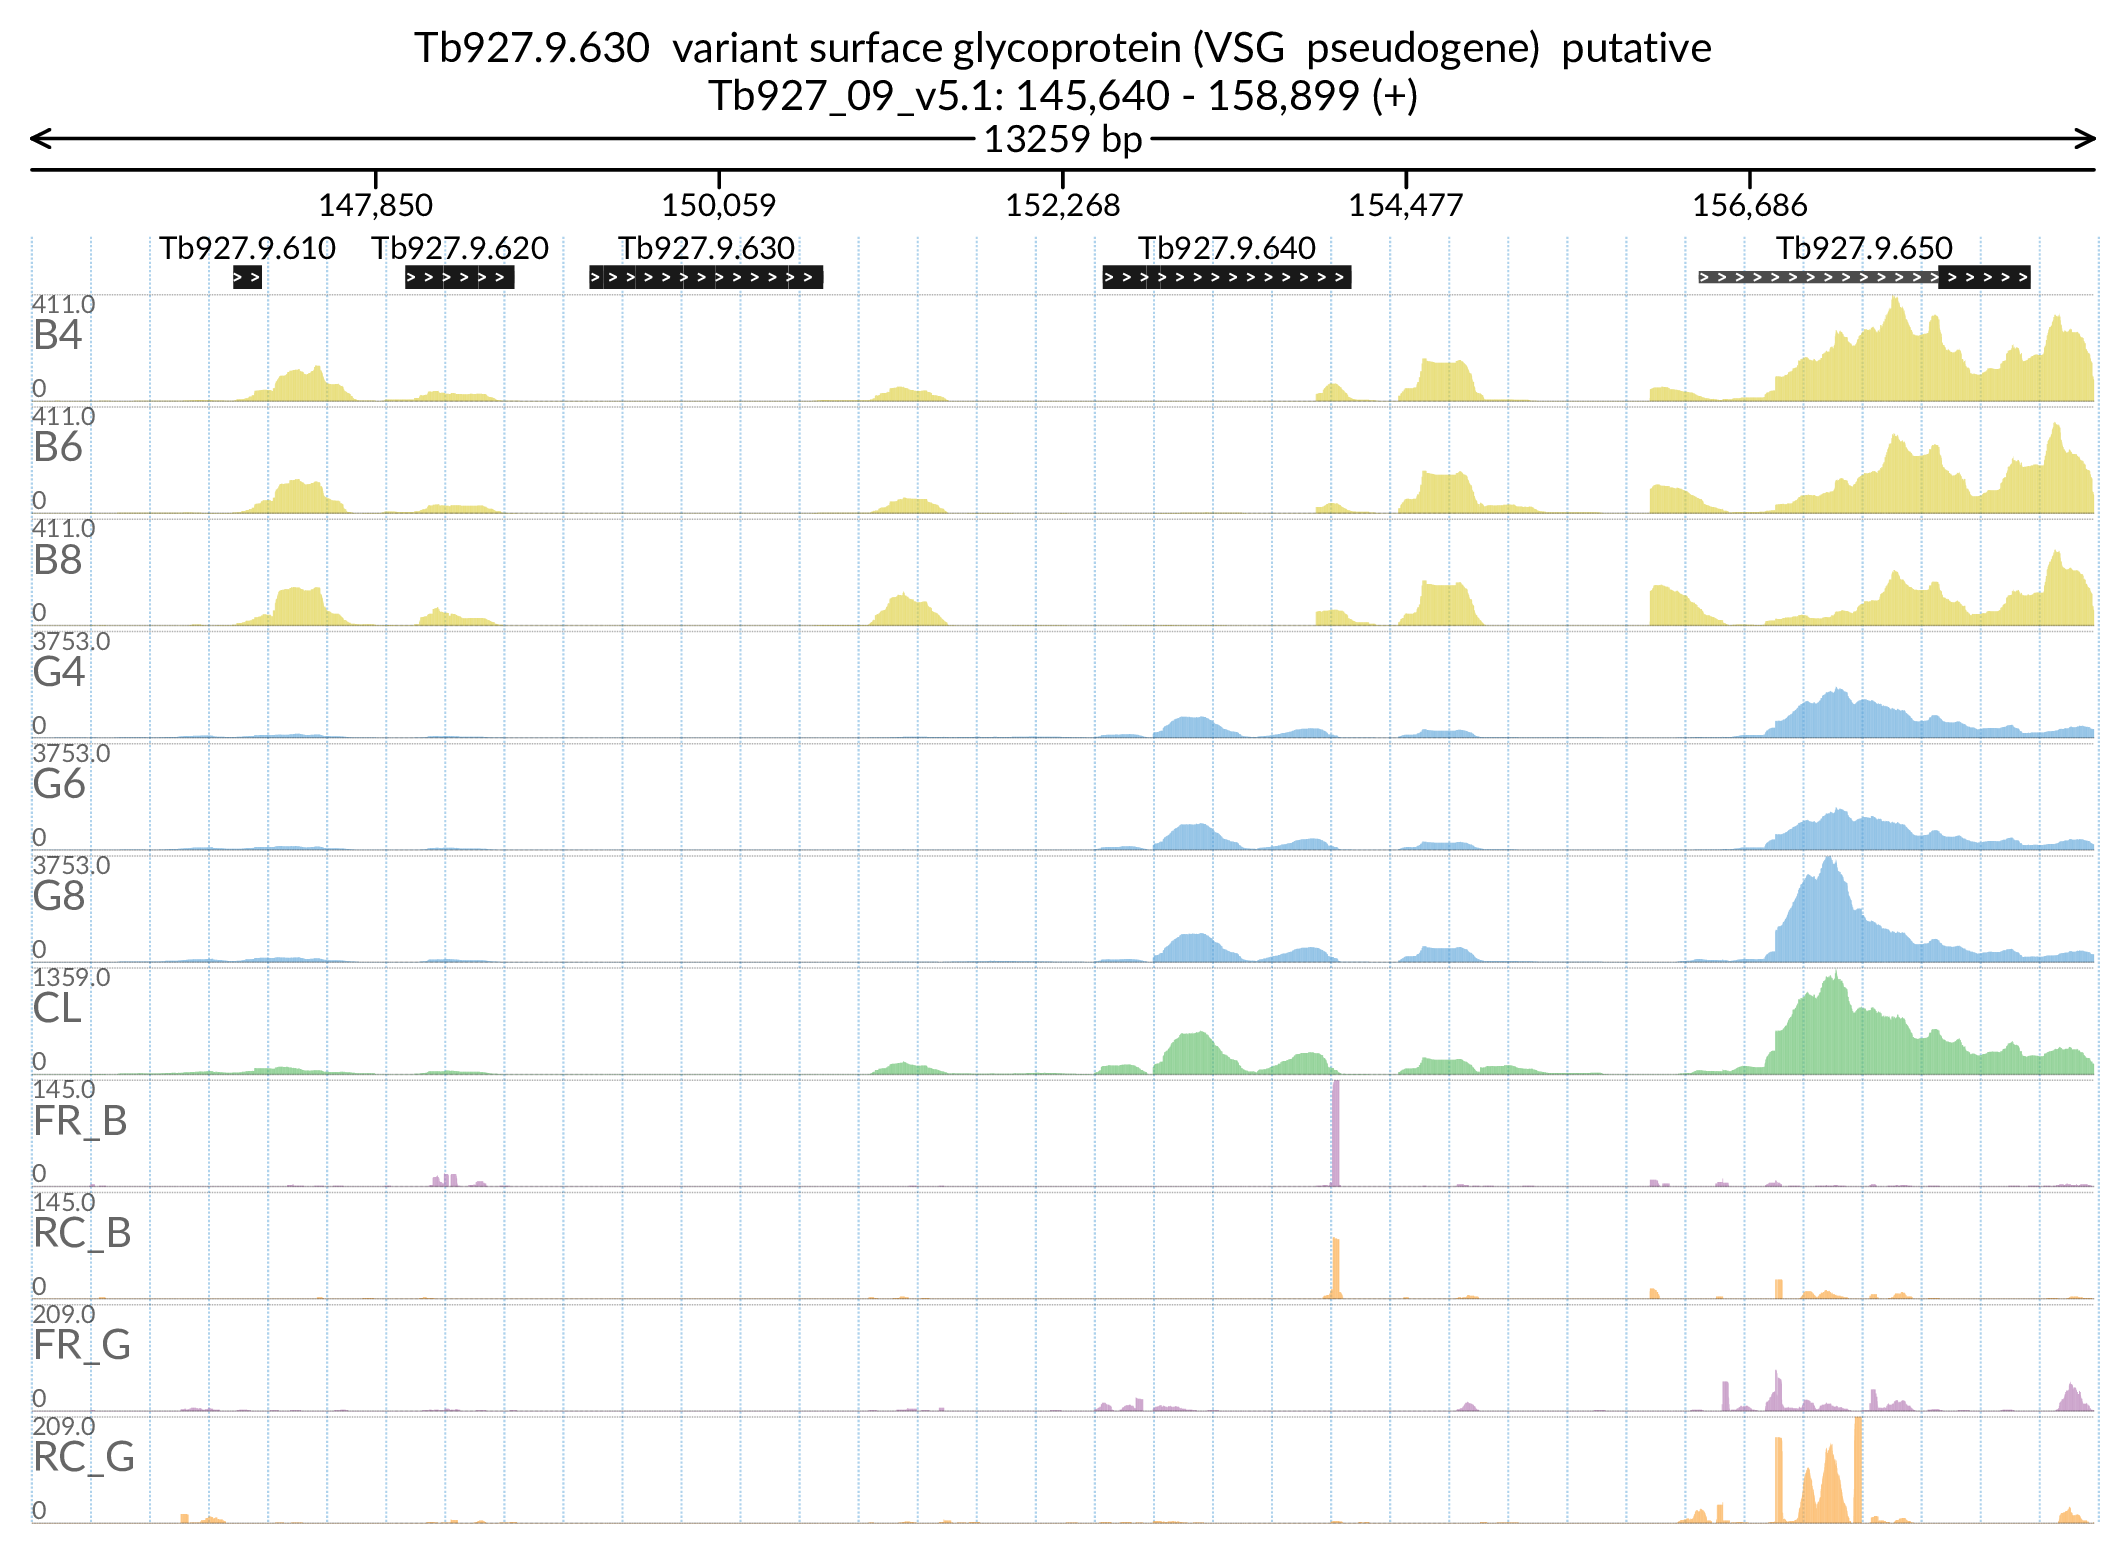 Tb927.9.630 variant surface glycoprotein (VSG pseudogene) putative
Tb927_09_v5.1: 145,640 - 158,899 (+)
13259 bp
147,850 150,059 152,268 154,477 156,686
Tb927.9.610 Tb927.9.620 Tb927.9.630 Tb927.9.640 Tb927.9.650
411.0
B4
0
411.0
B6
0
411.0
B8
0
3753.0
G4
0
3753.0
G6
0
3753.0
G8
0
1359.0
CL
0
145.0
FR_B
0
145.0
RC_B
0
209.0
FR_G
0
209.0
RC_G
0